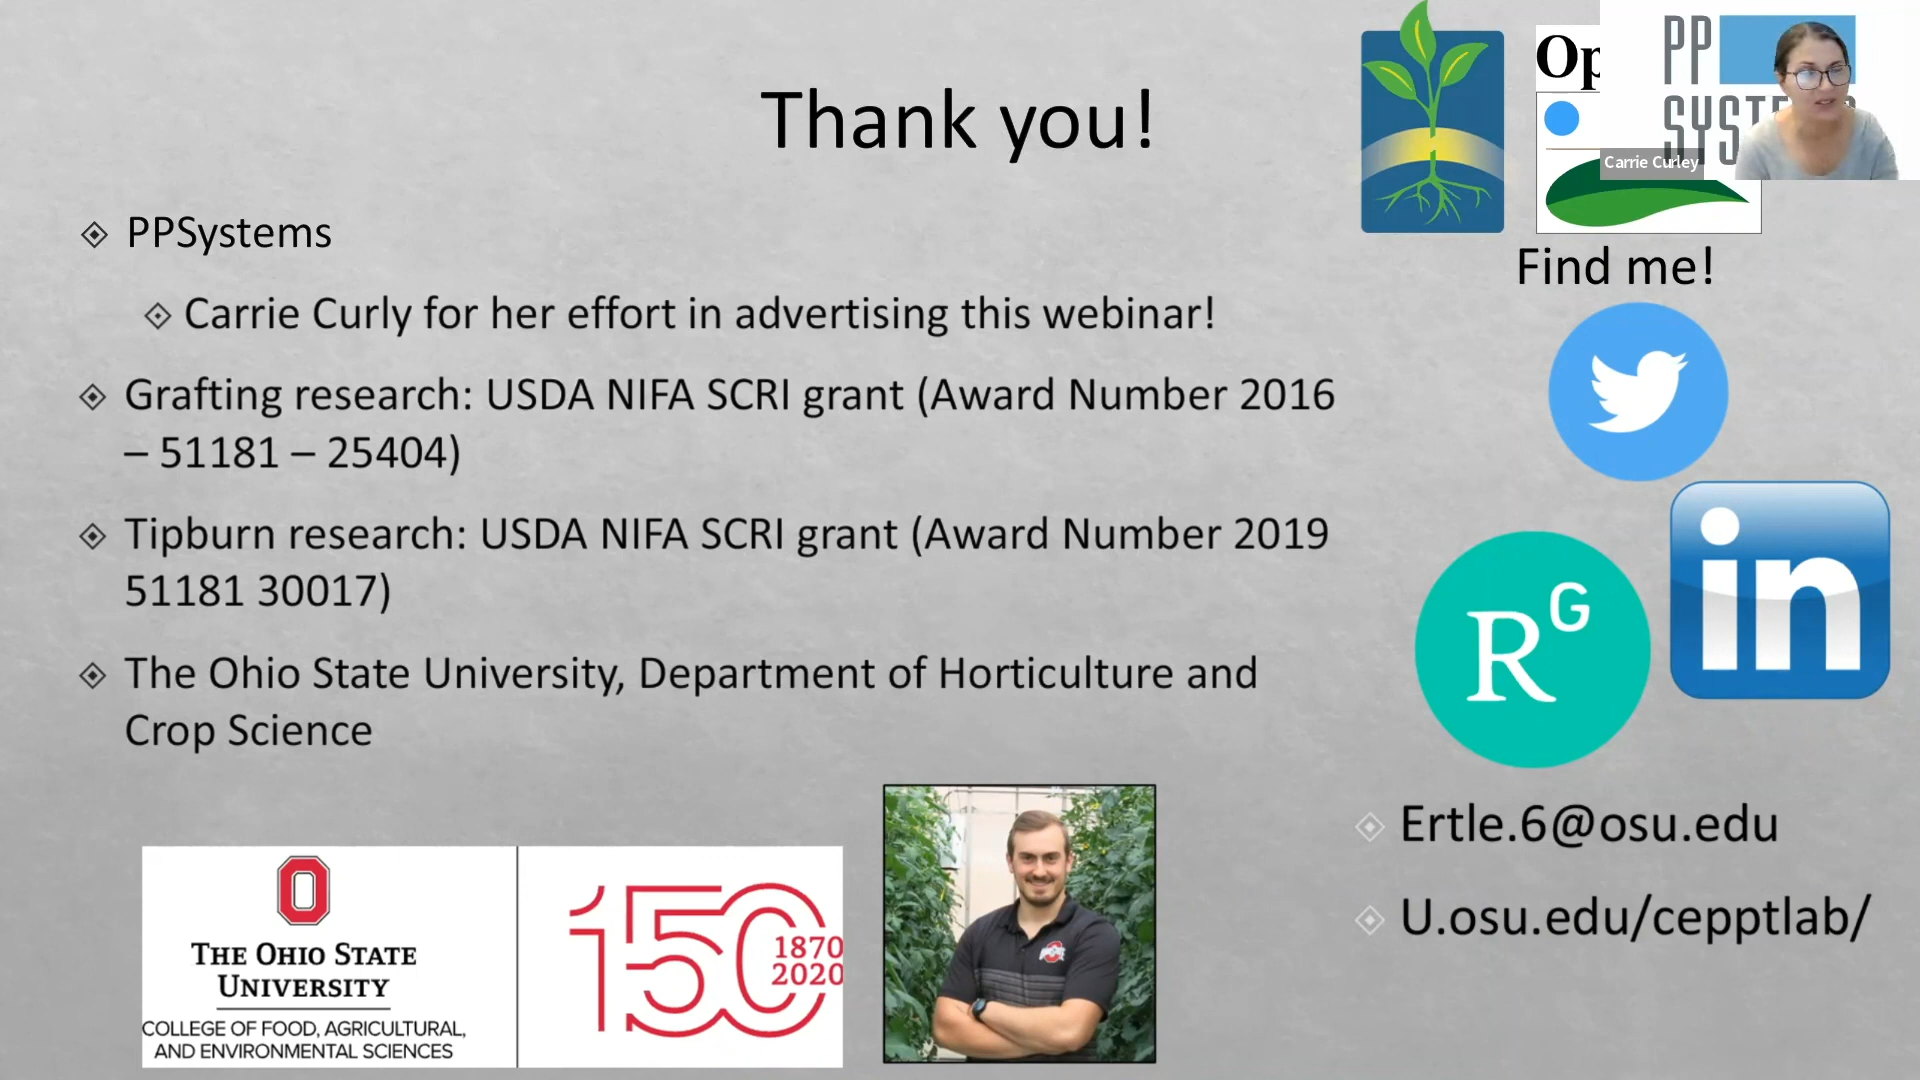 Thank you!
PPSystems
Carrie Curly for her effort in advertising this webinar!
Grafting research: USDA NIFA SCRI grant (Award Number 2016
– 51181 – 25404)
Tipburn research: USDA NIFA SCRI grant (Award Number 2019
51181 30017)
The Ohio State University, Department of Horticulture and
Crop Science
THE OHIO STATE
UNIVERSITY
COLLEGE OF FOOD, AGRICULTURAL,
AND ENVIRONMENTAL SCIENCES
150
1870
2020
PP
Carrie Curley
Find me!
in
RG
Ertle.6@osu.edu
U.osu.edu/cepptlab/